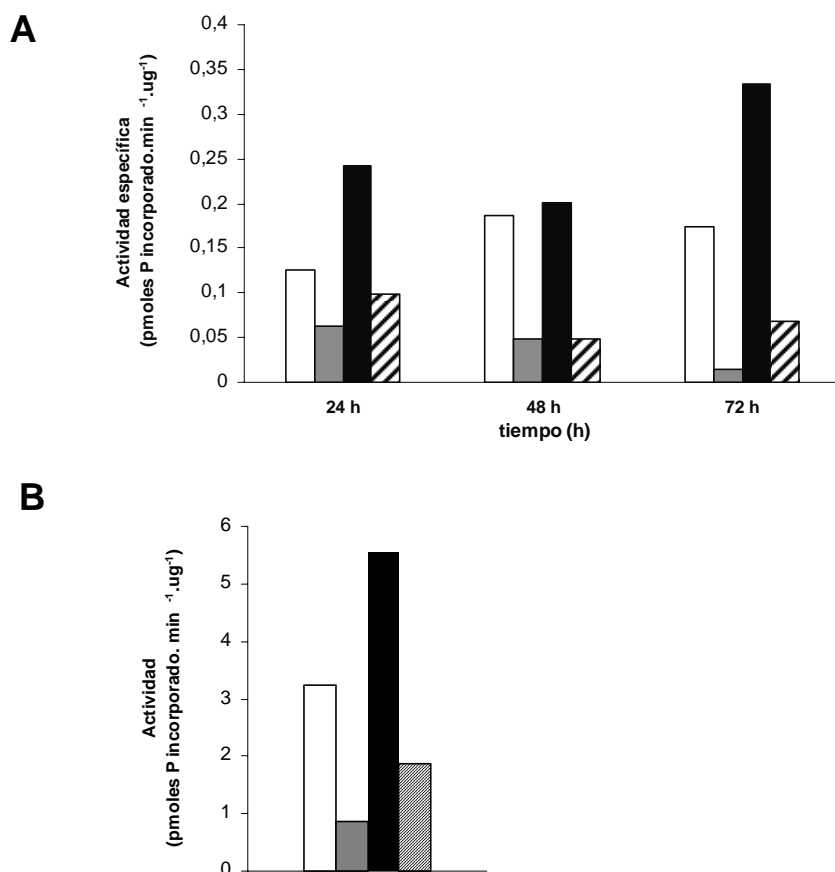 A
0,4
0,35
0,3
0,25
0,2
0,15
0,1
0,05
0
Actividad específica
(pmoles P incorporado.min -1.ug-1)
24 h
48 h
72 h
tiempo (h)
B
6
5
4
3
2
1
0
Actividad
(pmoles P incorporado. min -1.ug-1)